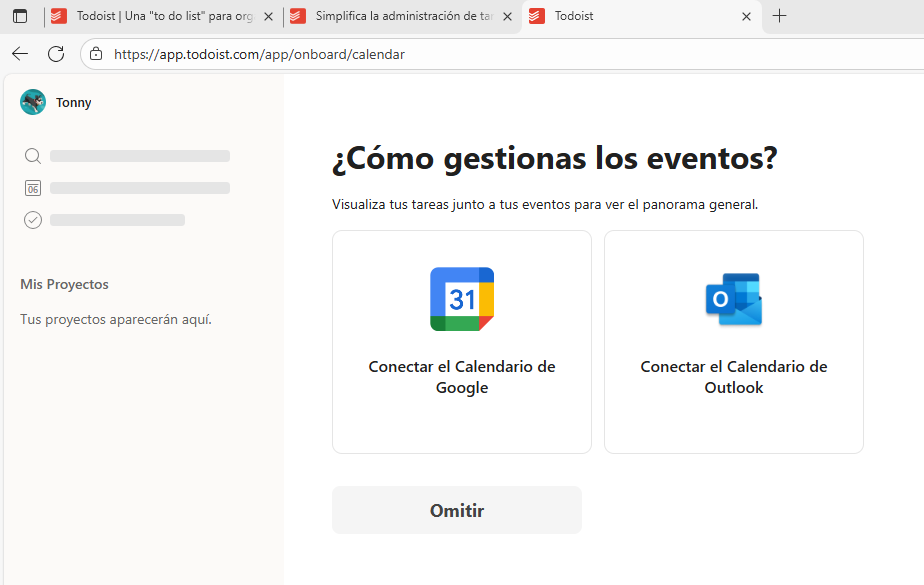 Todoist | Una "to do list" para org
Simplifica la administración de tar
Todoist
https://app.todoist.com/app/onboard/calendar
Tonny
06
Mis Proyectos
Tus proyectos aparecerán aquí.
¿Cómo gestionas los eventos?
Visualiza tus tareas junto a tus eventos para ver el panorama general.
31
Conectar el Calendario de
Google
O
Conectar el Calendario de
Outlook
Omitir